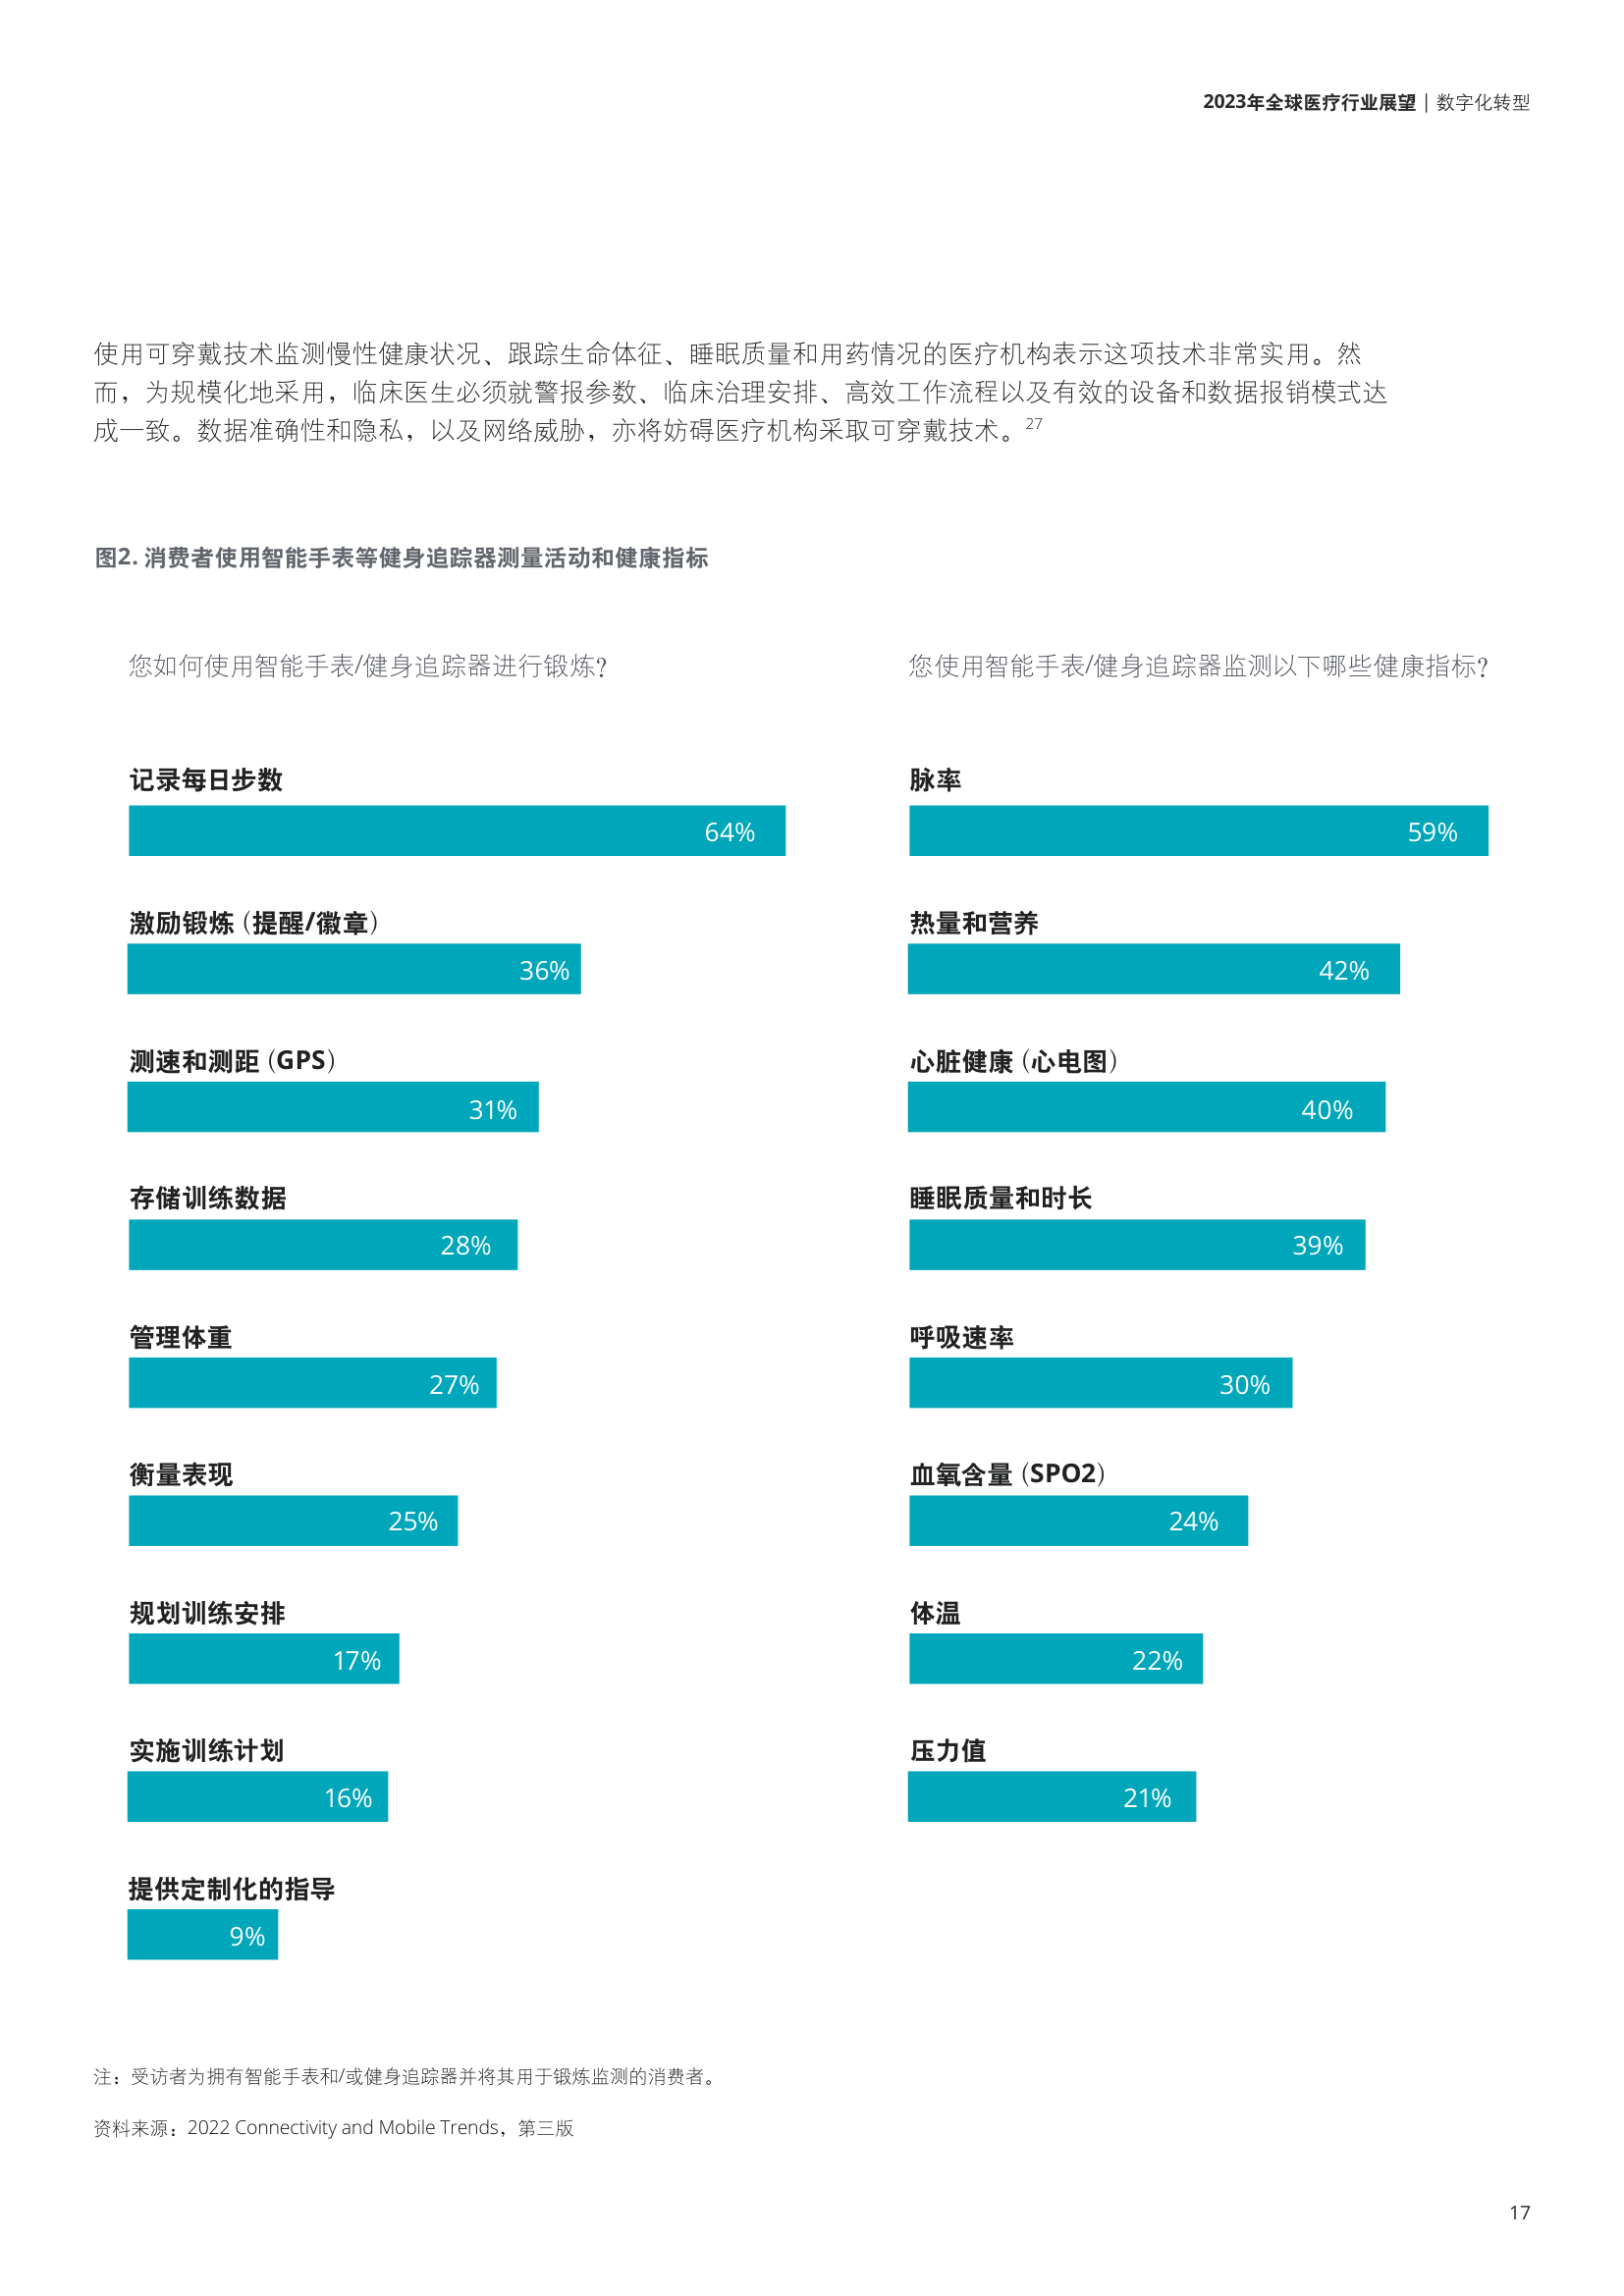 2023年全球医疗行业展望 | 数字化转型
使用可穿戴技术监测慢性健康状况、跟踪生命体征、睡眠质量和用药情况的医疗机构表示这项技术非常实用。然
而，为规模化地采用，临床医生必须就警报参数、临床治理安排、高效工作流程以及有效的设备和数据报销模式达
成一致。数据准确性和隐私，以及网络威胁，亦将妨碍医疗机构采取可穿戴技术。27
图2. 消费者使用智能手表等健身追踪器测量活动和健康指标
您如何使用智能手表/健身追踪器进行锻炼？
记录每日步数
64%
激励锻炼（提醒/徽章）
36%
测速和测距（GPS）
31%
存储训练数据
28%
管理体重
27%
衡量表现
25%
规划训练安排
17%
实施训练计划
16%
提供定制化的指导
9%
您使用智能手表/健身追踪器监测以下哪些健康指标？
脉率
59%
热量和营养
42%
心脏健康（心电图）
40%
睡眠质量和时长
39%
呼吸速率
30%
血氧含量（SPO2）
24%
体温
22%
压力值
21%
注：受访者为拥有智能手表和/或健身追踪器并将其用于锻炼监测的消费者。
资料来源：2022 Connectivity and Mobile Trends，第三版
17